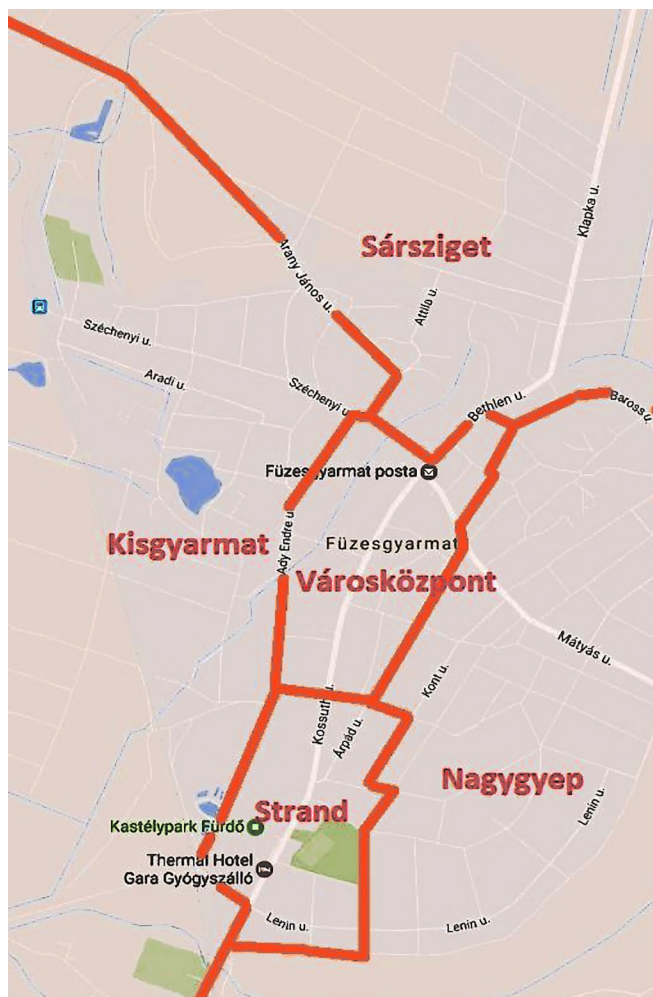 Klapka u.
Sársziget
Arany János u.
Attila u.
Széchenyi u.
Aradi u.
Széchenyi u.
Bethlen u.
Baross u.
Füzesgyarmat posta
Ady Endre u.
Kisgyarmat
Füzesgyarmat
Városközpont
Mátyás u.
Kont u.
Kossuth u.
Árpád u.
Nagygyep
Lenin u.
Strand
Kastélypark Fürdő
Thermal Hotel
Gara Gyógyszálló
Lenin u.
Lenin u.